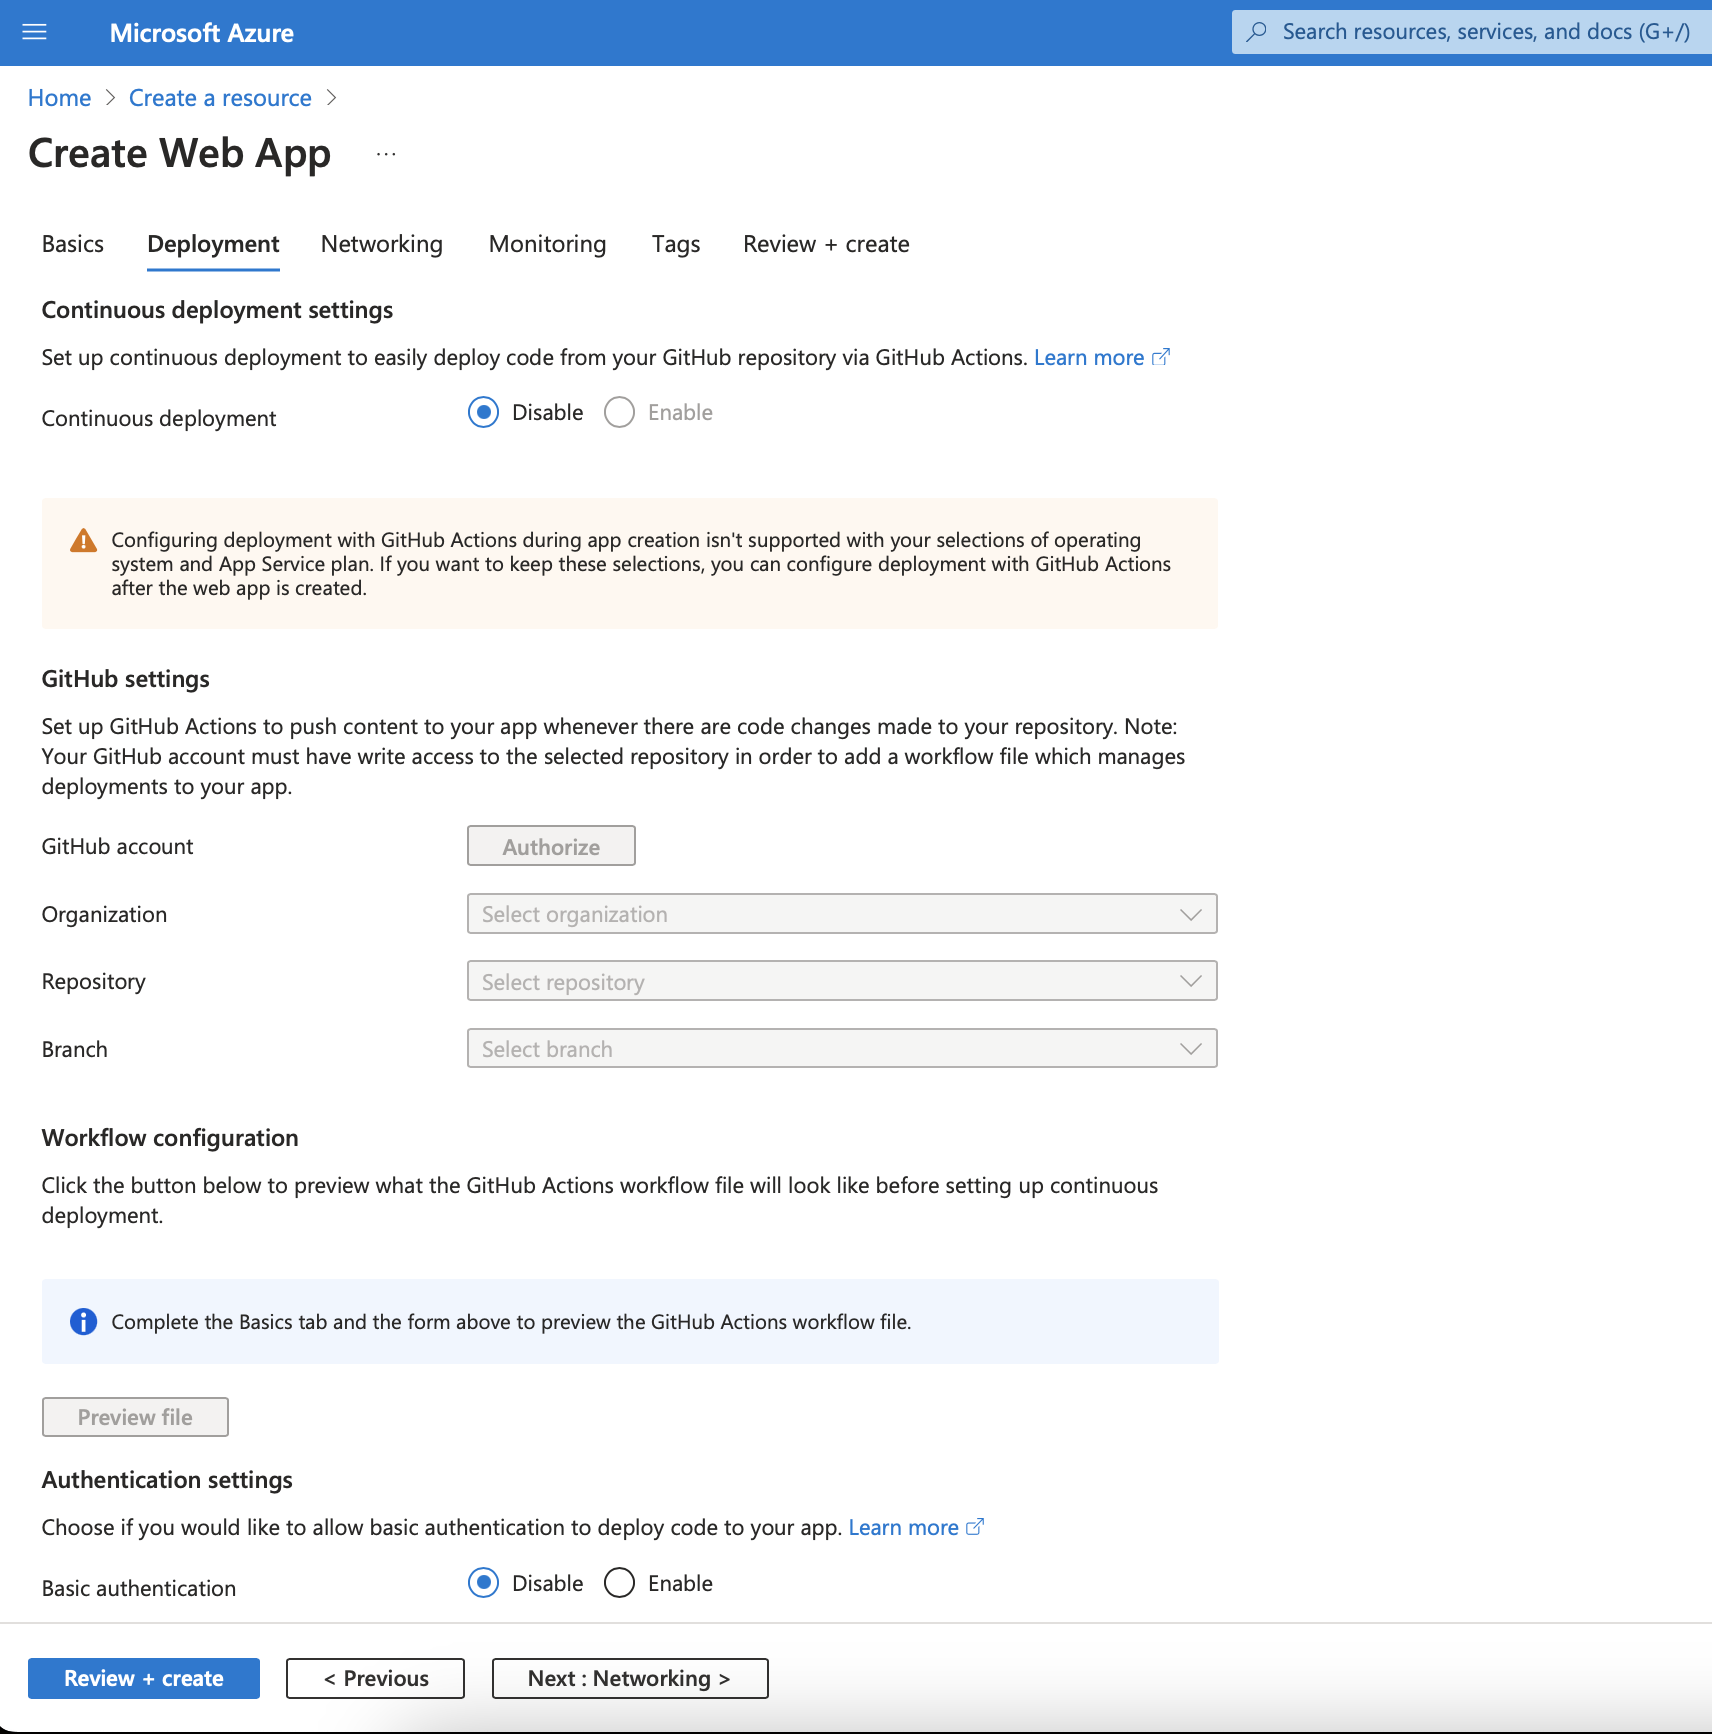 Microsoft Azure
Search resources, services, and docs (G+/)
Home > Create a resource >
Create Web App ...
Basics Deployment Networking Monitoring Tags Review + create
Continuous deployment settings
Set up continuous deployment to easily deploy code from your GitHub repository via GitHub Actions. Learn more
Continuous deployment Disable Enable
Configuring deployment with GitHub Actions during app creation isn't supported with your selections of operating
system and App Service plan. If you want to keep these selections, you can configure deployment with GitHub Actions
after the web app is created.
GitHub settings
Set up GitHub Actions to push content to your app whenever there are code changes made to your repository. Note:
Your GitHub account must have write access to the selected repository in order to add a workflow file which manages
deployments to your app.
GitHub account Authorize
Organization Select organization
Repository Select repository
Branch Select branch
Workflow configuration
Click the button below to preview what the GitHub Actions workflow file will look like before setting up continuous
deployment.
Complete the Basics tab and the form above to preview the GitHub Actions workflow file.
Preview file
Authentication settings
Choose if you would like to allow basic authentication to deploy code to your app. Learn more
Basic authentication Disable Enable
Review + create < Previous Next : Networking >